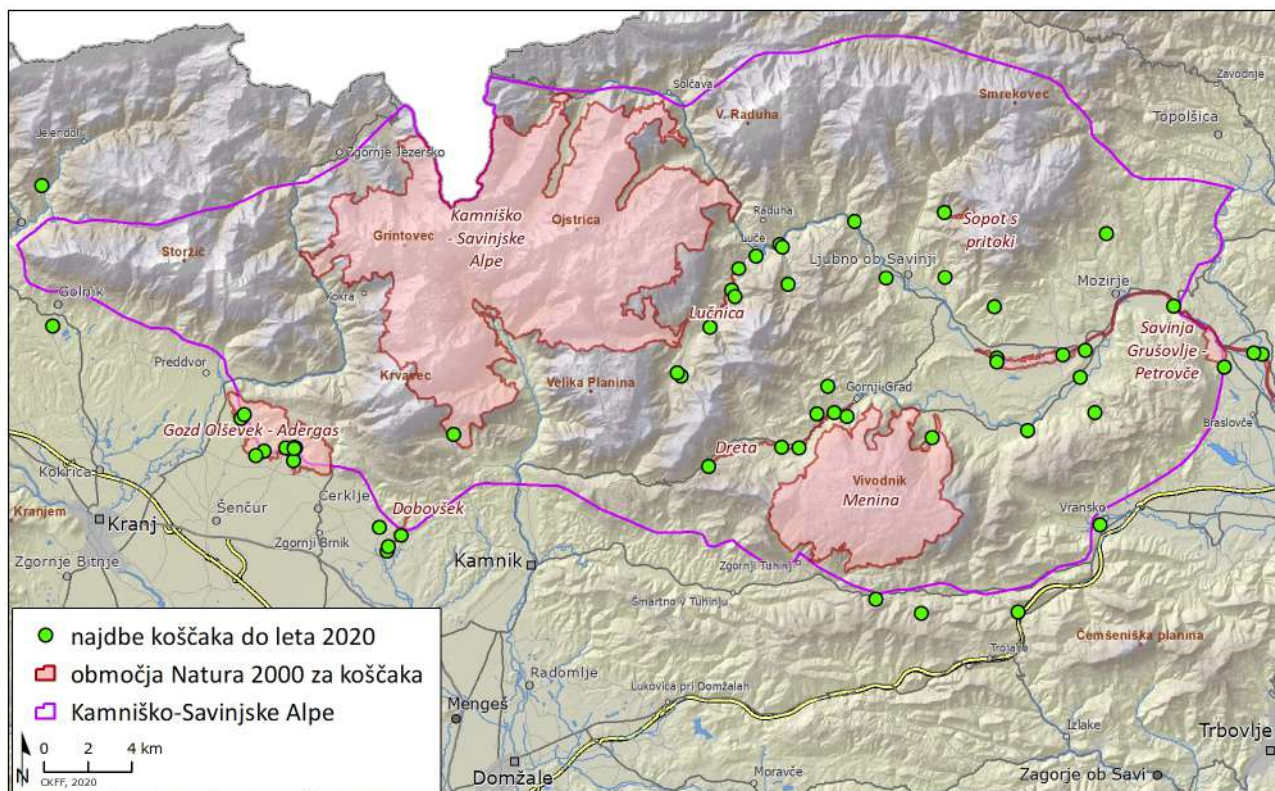 Solčava
Zavodnje
Smrekovec
V. Raduha
Topolšica
Jelendol
Zgornje Jezersko
Kamniško
- Savinjske
Alpe
Ojstrica
Raduha
Sopot s
pritoki
Grintovec
Storžič
Luče
Ljubno ob Savinji
Kokra
Mozirje
Golnik
Lučnica
Savinja
Grušovlje -
Petrovče
Preddvor
Krvavec
Velika Planina
Gornji Grad
Braslovče
Gozd Olševek - Adergas
Dreta
Kokrica
Vivodnik
Menina
Kranjem
Kranj
Šenčur
Cerklje
Dobovšek
Vransko
Zgornji Brnik
Kamnik
Zgornje Bitnje
Zgornji Tuhinj
Šmartno v Tuhinju
najdbe koščaka do leta 2020
območja Natura 2000 za koščaka
Kamniško-Savinjske Alpe
0 2 4 km
N
CKFF, 2020
Čemšeniška planina
Trojane
Radomlje
Lukovica pri Domžalah
Mengeš
Izlake
Trbovlje
Domžale
Moravče
Zagorje ob Savi